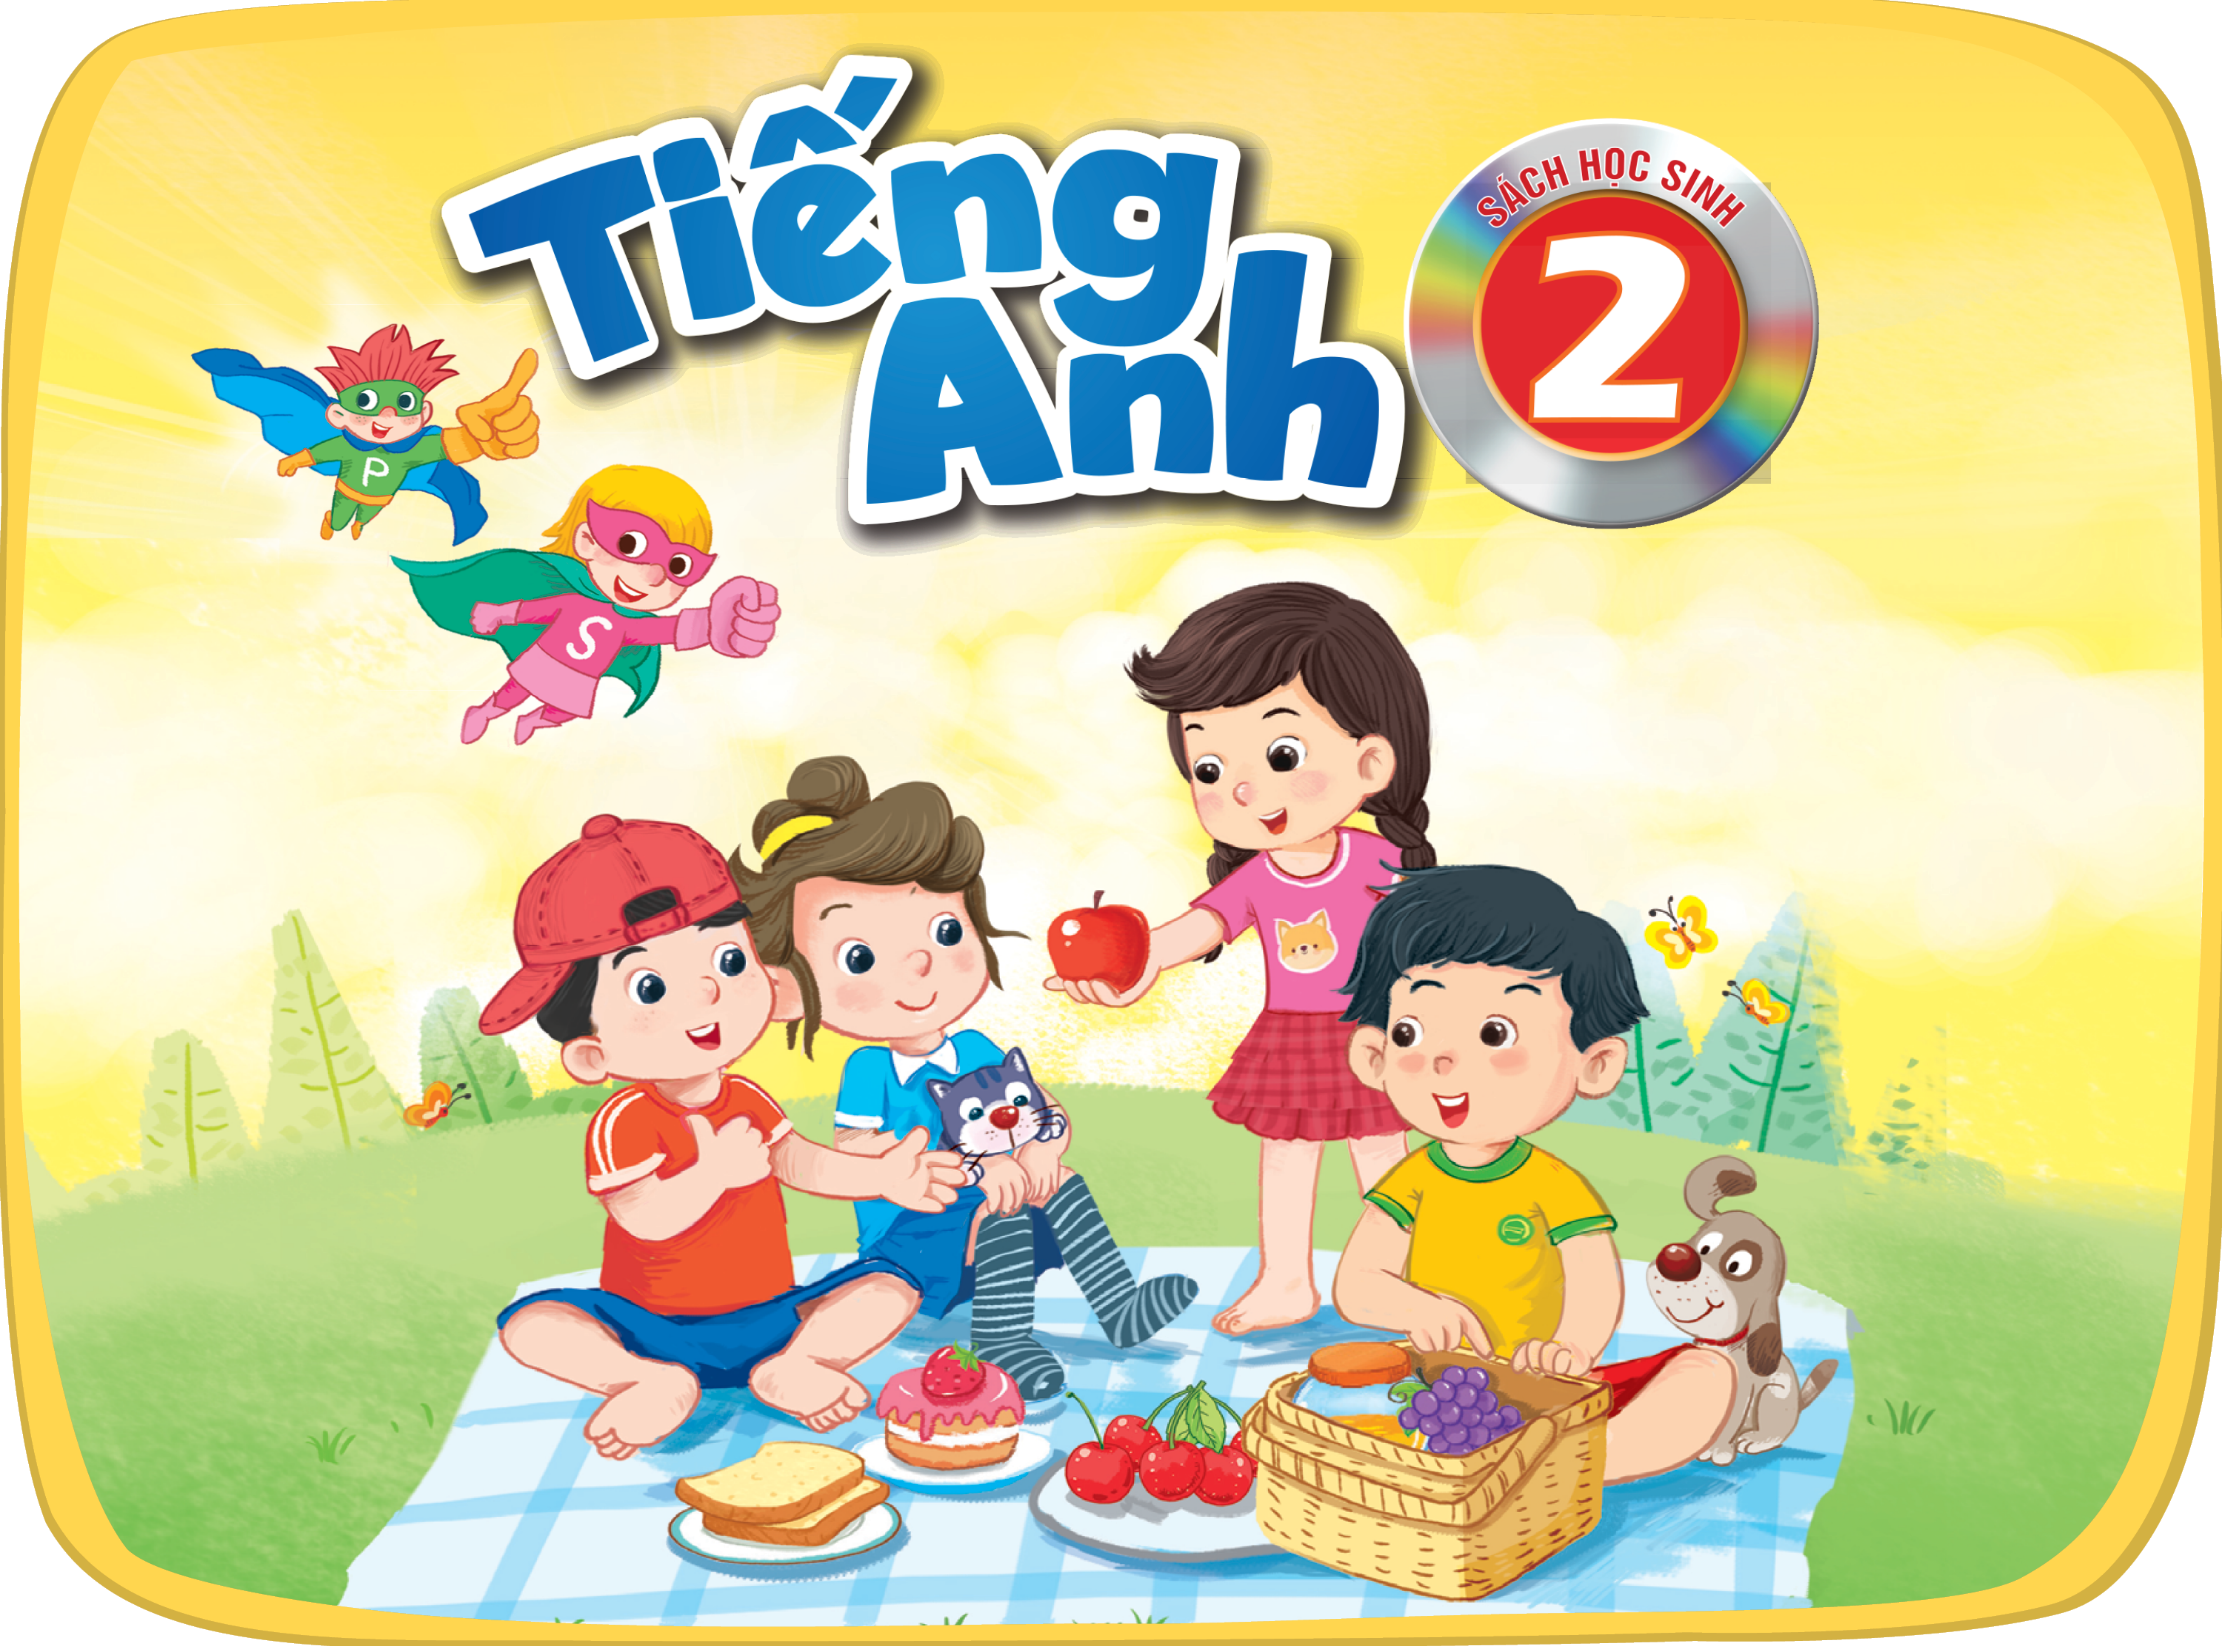 Tiếng
Anh
SÁCH HỌC SINH
2
P
S